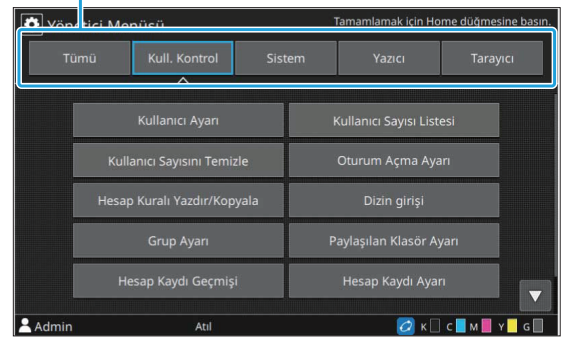 Yönetici Menüsü
Tamamlamak için Home düğmesine basın.
Tümü
Kull. Kontrol
Sistem
Yazıcı
Tarayıcı
Kullanıcı Ayarı
Kullanıcı Sayısı Listesi
Kullanıcı Sayısını Temizle
Oturum Açma Ayarı
Hesap Kuralı Yazdır/Kopyala
Dizin girişi
Grup Ayarı
Paylaşılan Klasör Ayarı
Hesap Kaydı Geçmişi
Hesap Kaydı Ayarı
Admin
Atıl
K C M Y G